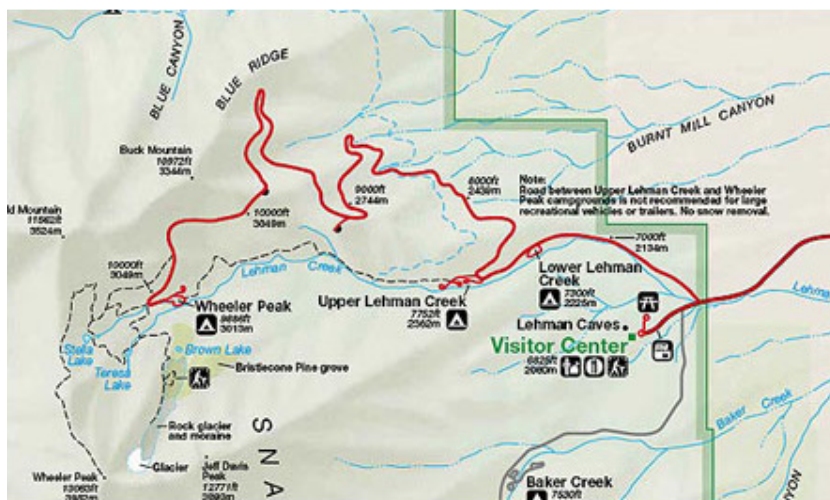 BLUE CANYON
BLUE RIDGE
BURNT MILL CANYON
Buck Mountain
10972ft
3344m
Mountain
11562ft
3524m
10000ft
3049m
9000ft
2744m
8000ft
2439m
Note:
Road between Upper Lehman Creek and Wheeler
Peak campgrounds is not recommended for large
recreational vehicles or trailers. No snow removal.
10000ft
3049m
7000ft
2134m
Lehman Creek
Wheeler Peak
9886ft
3013m
Upper Lehman Creek
7752ft
2362m
Lower Lehman
Creek
7300ft
2225m
Lehman Caves
Visitor Center
6825ft
2080m
Stella
Lake
Teresa
Lake
Brown Lake
Bristlecone Pine grove
Rock glacier
and moraine
Glacier
Wheeler Peak
13063ft
Jeff Davis
Peak
12771ft
3893m
S N A
Baker Creek
Baker Creek
7530ft